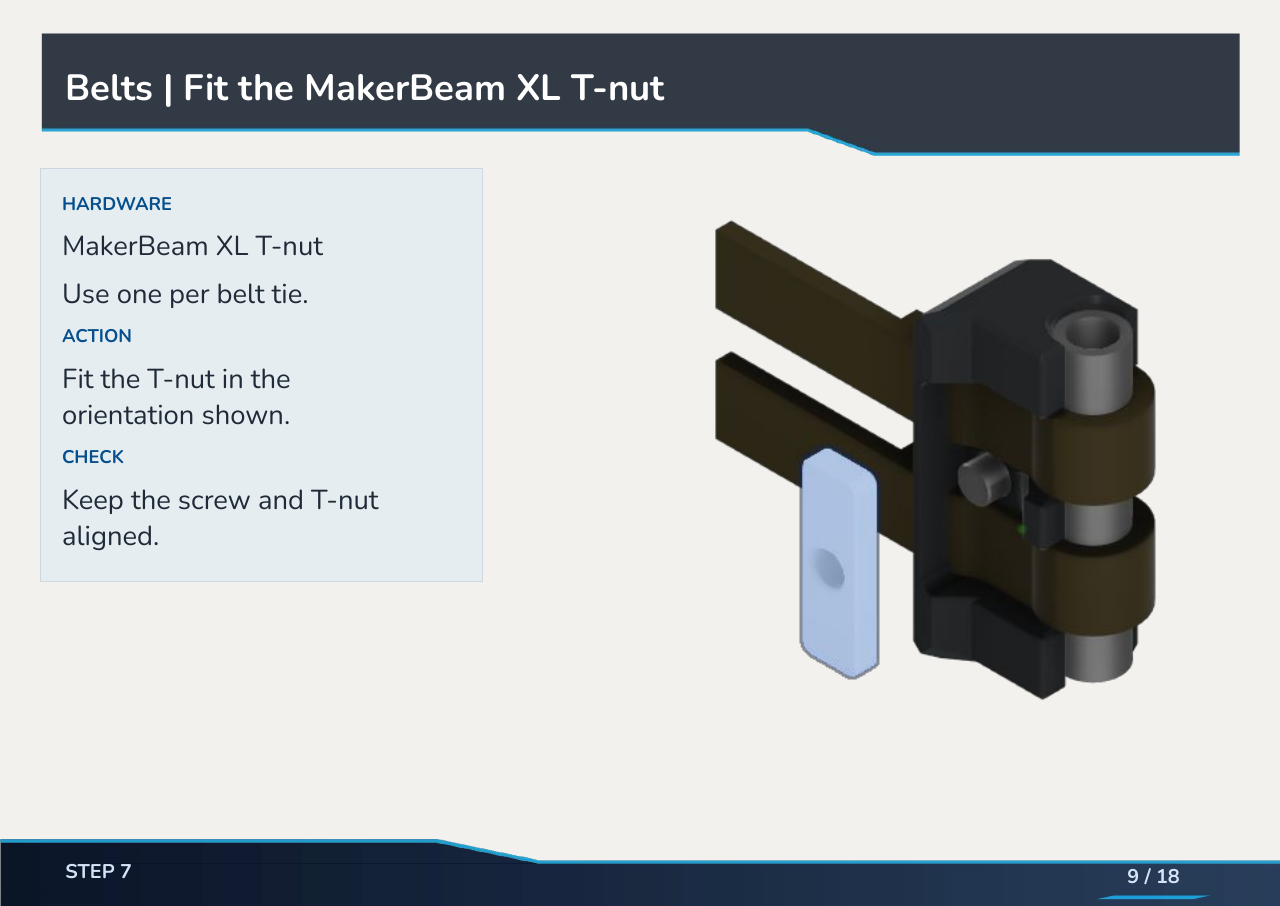 Belts | Fit the MakerBeam XL T-nut
HARDWARE
MakerBeam XL T-nut
Use one per belt tie.
ACTION
Fit the T-nut in the
orientation shown.
CHECK
Keep the screw and T-nut
aligned.
STEP 7
9 / 18